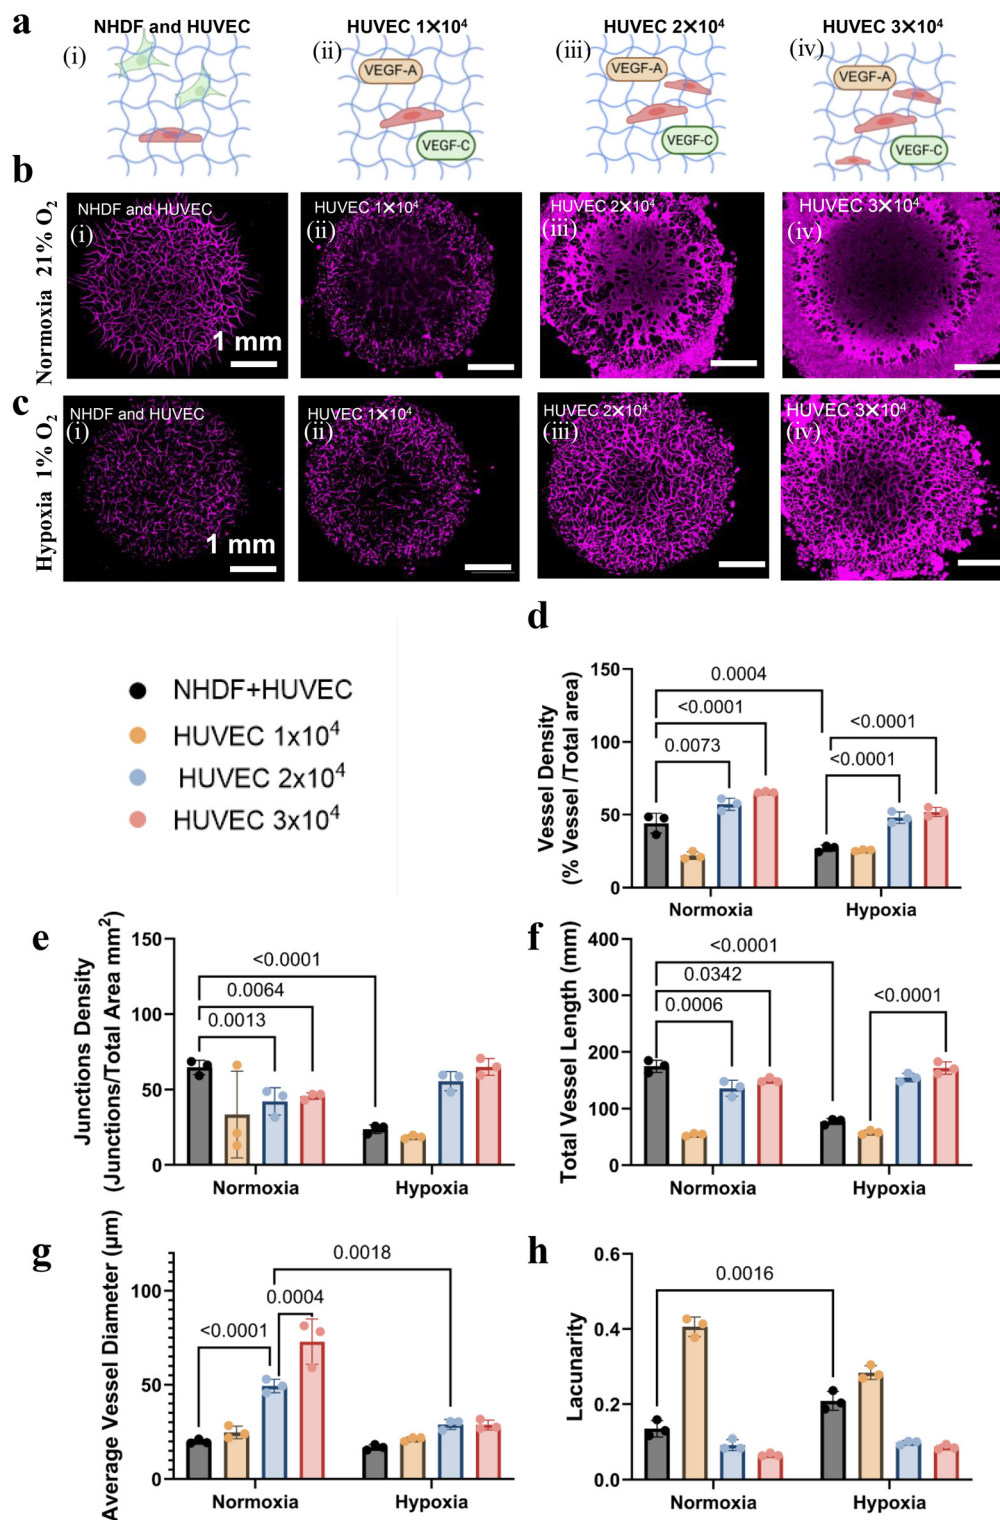 a
NHDF and HUVEC
HUVEC 1×10⁴
HUVEC 2×10⁴
HUVEC 3×10⁴
(i)
(ii)
(iii)
(iv)
VEGF-A
VEGF-C
VEGF-A
VEGF-C
VEGF-A
VEGF-C
b
Normoxia 21% O₂
NHDF and HUVEC
(i)
1 mm
HUVEC 1×10⁴
(ii)
HUVEC 2×10⁴
(iii)
HUVEC 3×10⁴
(iv)
c
Hypoxia 1% O₂
NHDF and HUVEC
(i)
1 mm
HUVEC 1×10⁴
(ii)
HUVEC 2×10⁴
(iii)
HUVEC 3×10⁴
(iv)
NHDF+HUVEC
HUVEC 1x10⁴
HUVEC 2x10⁴
HUVEC 3x10⁴
d
Vessel Density
(% Vessel /Total area)
150
100
50
0
0.0004
<0.0001
0.0073
<0.0001
<0.0001
Normoxia
Hypoxia
e
Junctions Density
(Junctions/Total Area mm²)
150
100
50
0
<0.0001
0.0064
0.0013
Normoxia
Hypoxia
f
Total Vessel Length (mm)
400
300
200
100
0
<0.0001
0.0342
0.0006
<0.0001
Normoxia
Hypoxia
g
Average Vessel Diameter (μm)
100
50
0
0.0018
0.0004
<0.0001
Normoxia
Hypoxia
h
Lacunarity
0.6
0.4
0.2
0.0
0.0016
Normoxia
Hypoxia